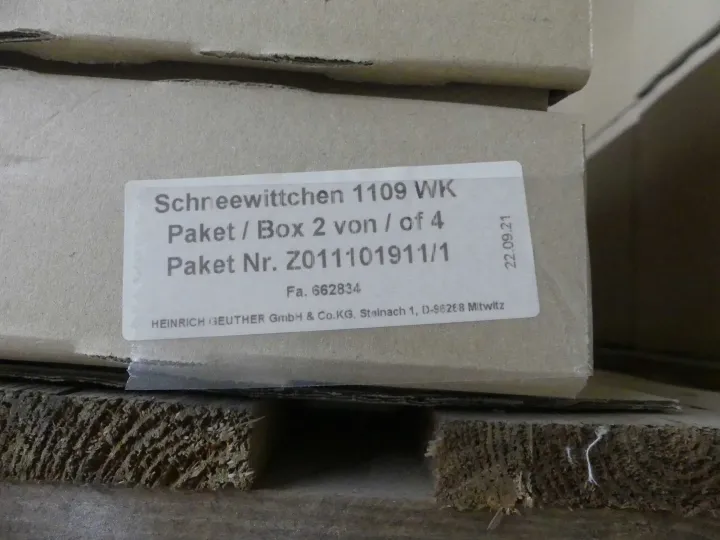 Schneewittchen 1109 WK
Paket / Box 2 von / of 4
Paket Nr. Z011101911/1
Fa. 662834
HEINRICH GEUTHER GmbH & Co.KG. Steinach 1, D-96268 Mitwitz
22.09.21